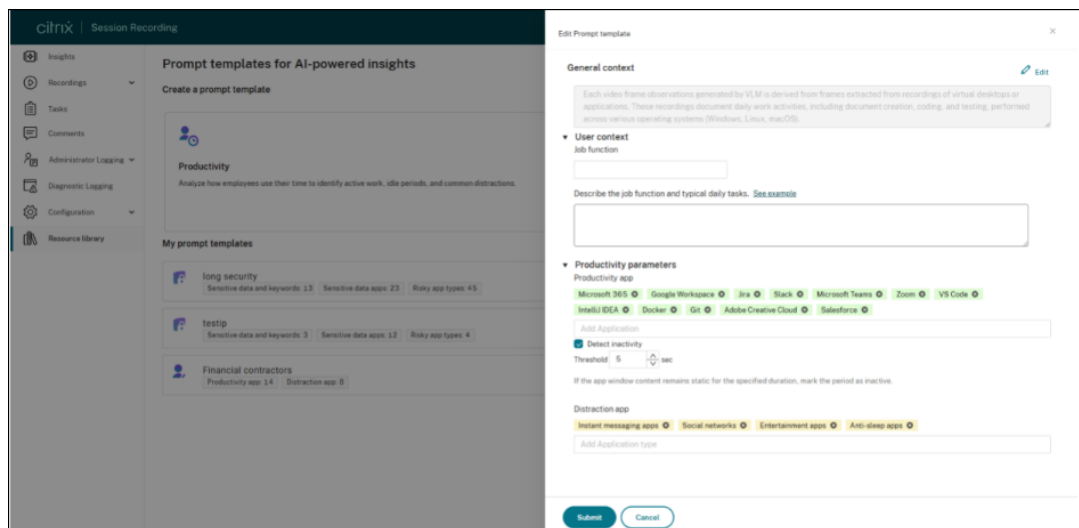 citrix | Session Recording
Insights
Recordings
Tasks
Comments
Administrator Logging
Diagnostic Logging
Configuration
Resource library
Prompt templates for AI-powered insights
Create a prompt template
Productivity
Analyze how employees use their time to identify active work, idle periods, and common distractions.
My prompt templates
long security
Sensitive data and keywords: 13 Sensitive data apps: 23 Risky app types: 45
testip
Sensitive data and keywords: 3 Sensitive data apps: 12 Risky app types: 4
Financial contractors
Productivity app: 14 Distraction app: 8
Edit Prompt template
General context
Edit
Each video frame observations generated by VLM is derived from frames extracted from recordings of virtual desktops or
applications. These recordings document daily work activities, including document creation, coding, and testing, performed
across various operating systems (Windows, Linux, macOS).
User context
Job function
Describe the job function and typical daily tasks. See example
Productivity parameters
Productivity app
Microsoft 365 Google Workspace Jira Slack Microsoft Teams Zoom VS Code
IntelliJ IDEA Docker Git Adobe Creative Cloud Salesforce
Add Application
Detect inactivity
Threshold 5 sec
If the app window content remains static for the specified duration, mark the period as inactive.
Distraction app
Instant messaging apps Social networks Entertainment apps Anti-sleep apps
Add Application type
Submit Cancel